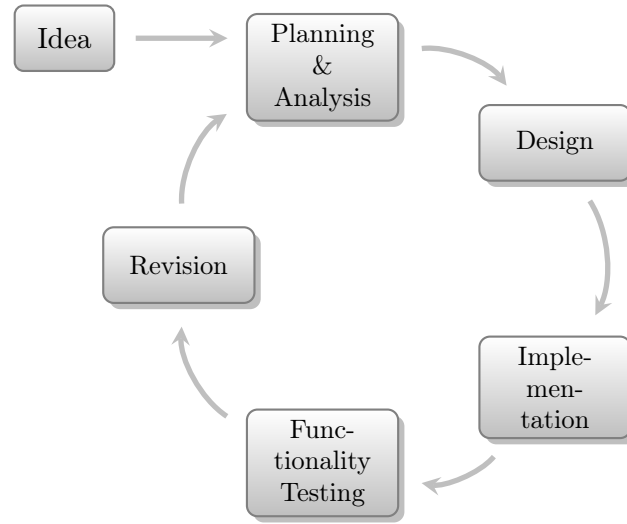 Idea
Planning
&
Analysis
Design
Imple-
men-
tation
Func-
tionality
Testing
Revision